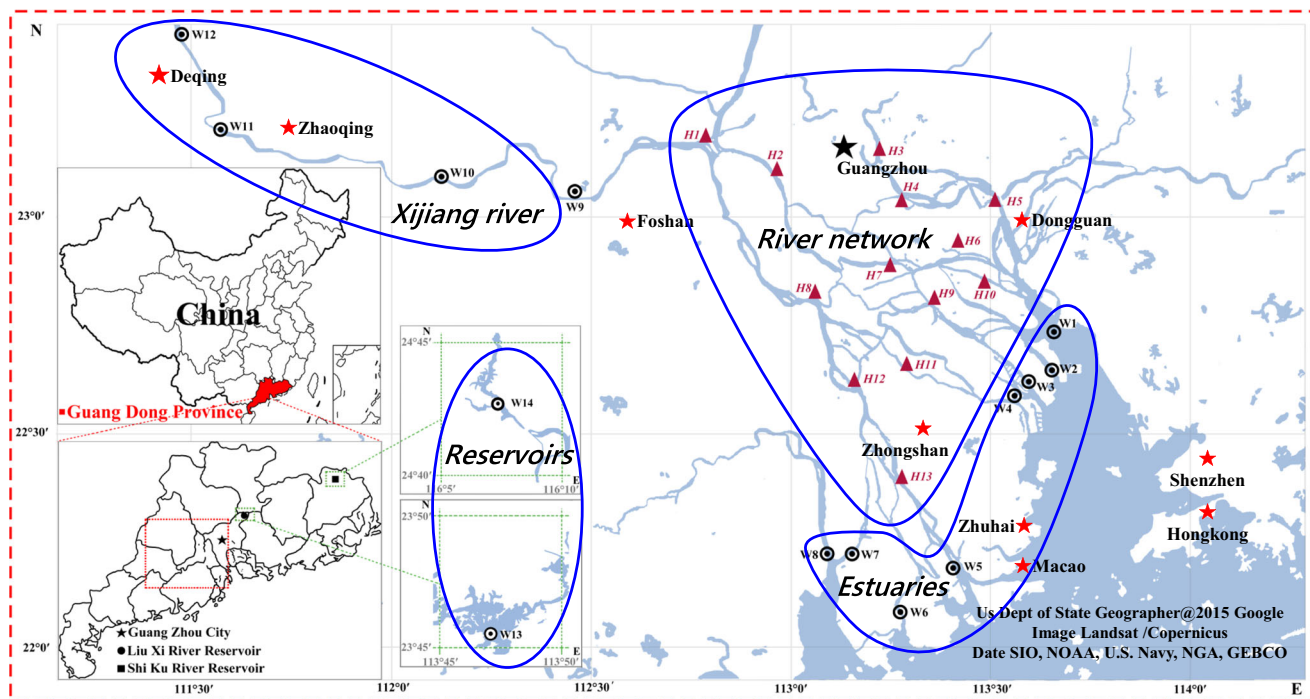 N
W12
Deqing
W11
Zhaoqing
W10
W9
Xijiang river
Foshan
H1
H2
H3
Guangzhou
H4
H5
Dongguan
River network
H6
H7
H8
H9
H10
W1
W2
W3
W4
H11
H12
Zhongshan
H13
Shenzhen
Hongkong
Zhuhai
Macao
W8
W7
W5
W6
Estuaries
Us Dept of State Geographer@2015 Google
Image Landsat /Copernicus
Date SIO, NOAA, U.S. Navy, NGA, GEBCO
China
Guang Dong Province
Guang Zhou City
Liu Xi River Reservoir
Shi Ku River Reservoir
N
24°45′
W14
Reservoirs
24°40′
E
116°5′
116°10′
N
23°50′
W13
23°45′
E
113°45′
113°50′
23°0′
22°30′
22°0′
111°30′
112°0′
112°30′
113°0′
113°30′
114°0′
E